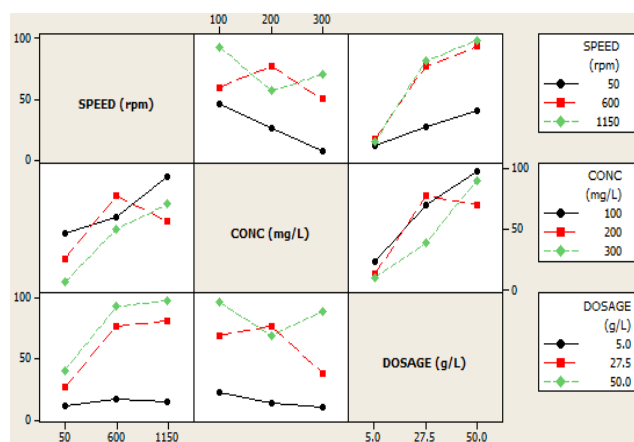 100 200 300
100
50
0
SPEED (rpm)
SPEED
(rpm)
50
600
1150
CONC (mg/L)
100
50
0
CONC
(mg/L)
100
200
300
100
50
0
DOSAGE (g/L)
DOSAGE
(g/L)
5.0
27.5
50.0
50 600 1150
5.0 27.5 50.0